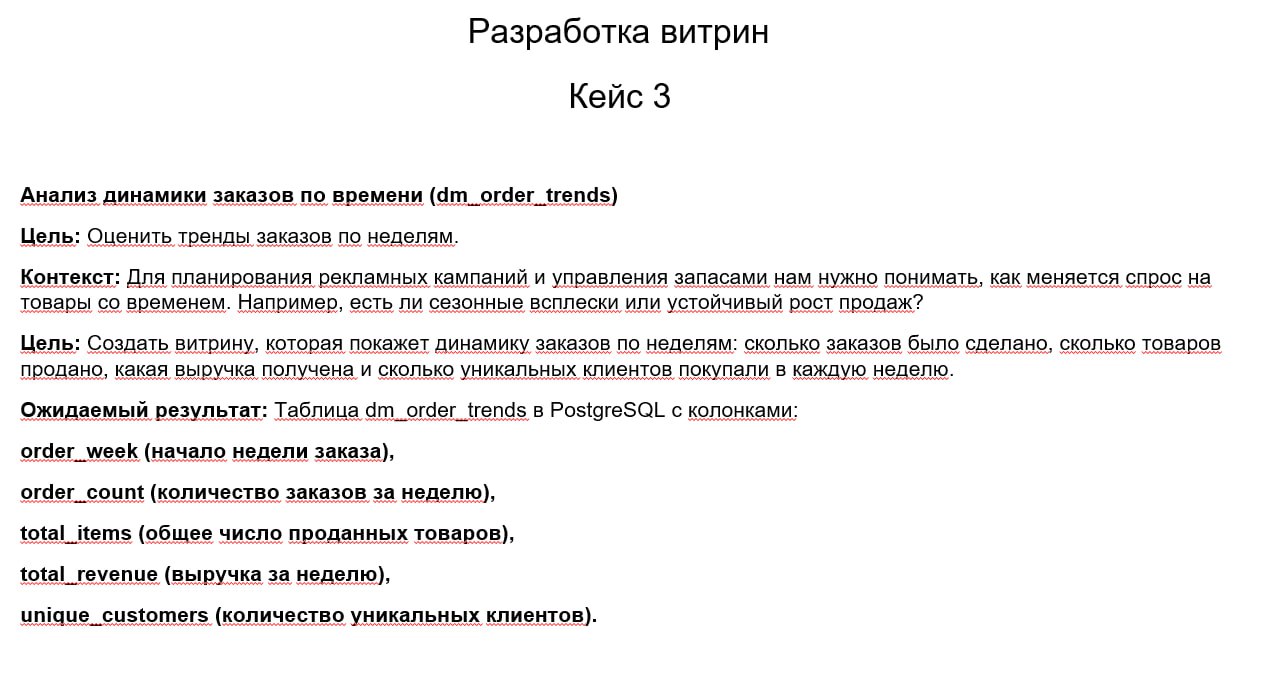 Разработка витрин
Кейс 3
Анализ динамики заказов по времени (dm_order_trends)
Цель: Оценить тренды заказов по неделям.
Контекст: Для планирования рекламных кампаний и управления запасами нам нужно понимать, как меняется спрос на
товары со временем. Например, есть ли сезонные всплески или устойчивый рост продаж?
Цель: Создать витрину, которая покажет динамику заказов по неделям: сколько заказов было сделано, сколько товаров
продано, какая выручка получена и сколько уникальных клиентов покупали в каждую неделю.
Ожидаемый результат: Таблица dm_order_trends в PostgreSQL с колонками:
order_week (начало недели заказа),
order_count (количество заказов за неделю),
total_items (общее число проданных товаров),
total_revenue (выручка за неделю),
unique_customers (количество уникальных клиентов).